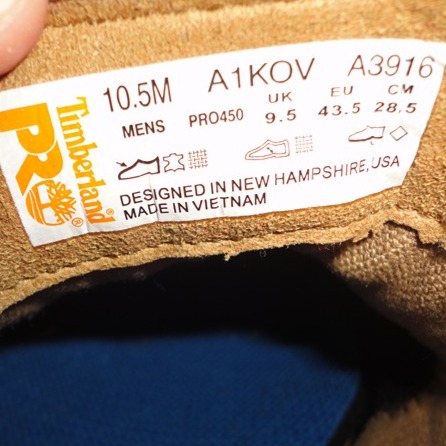 Timberland®
PRO®
10.5M A1KOV A3916
MENS PRO450 UK 9.5 EU 43.5 CM 28.5
DESIGNED IN NEW HAMPSHIRE, USA
MADE IN VIETNAM